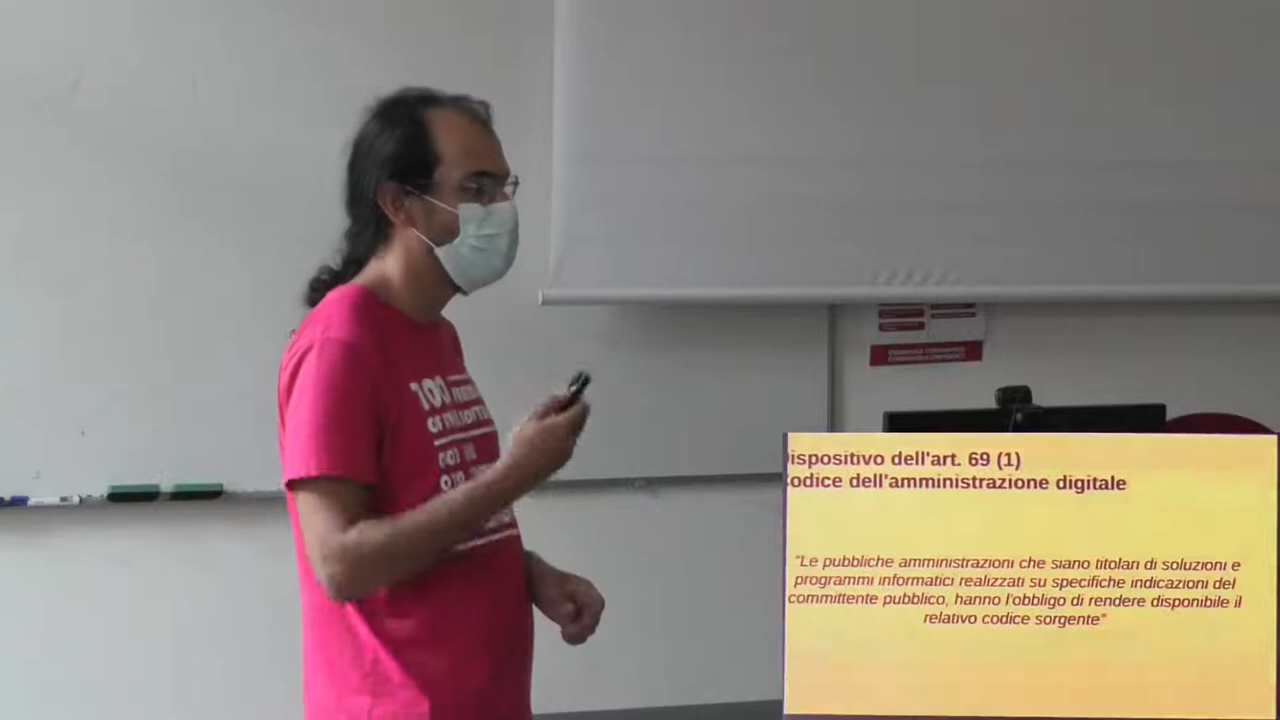 100
ispositivo dell'art. 69 (1)
odice dell'amministrazione digitale
"Le pubbliche amministrazioni che siano titolari di soluzioni e
programmi informatici realizzati su specifiche indicazioni del
committente pubblico, hanno l'obbligo di rendere disponibile il
relativo codice sorgente"